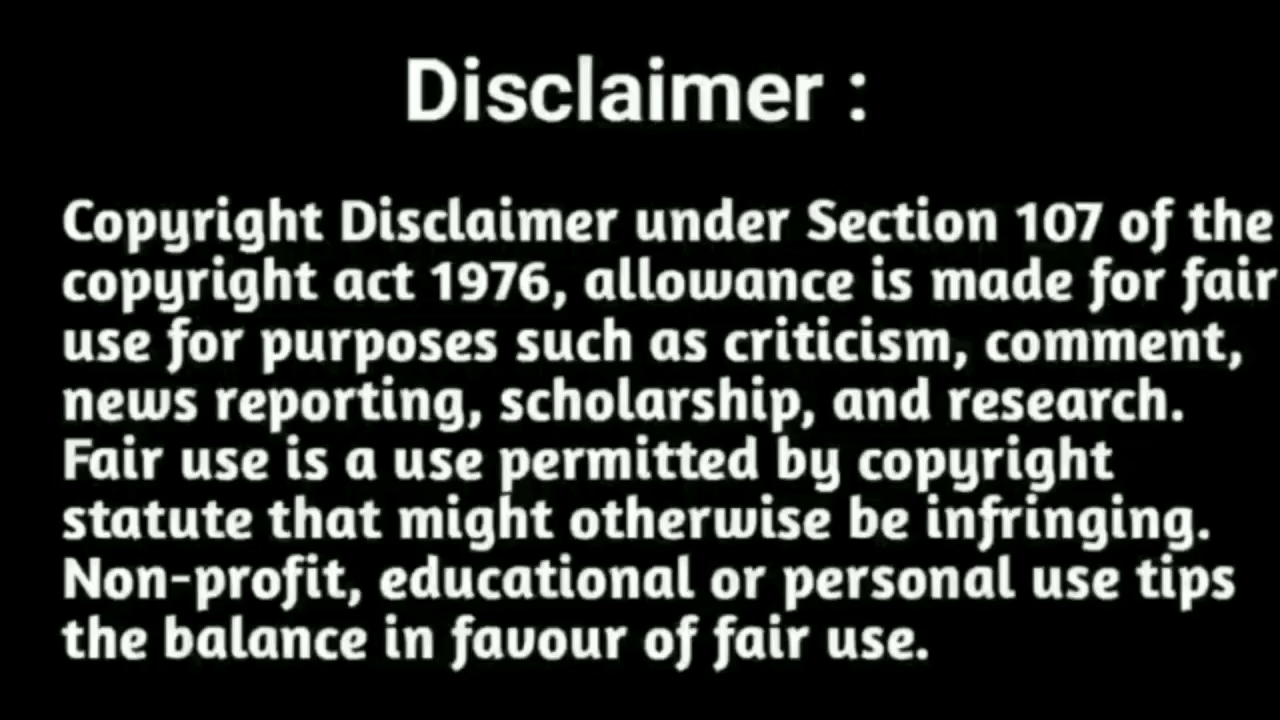 Disclaimer :
Copyright Disclaimer under Section 107 of the
copyright act 1976, allowance is made for fair
use for purposes such as criticism, comment,
news reporting, scholarship, and research.
Fair use is a use permitted by copyright
statute that might otherwise be infringing.
Non-profit, educational or personal use tips
the balance in favour of fair use.